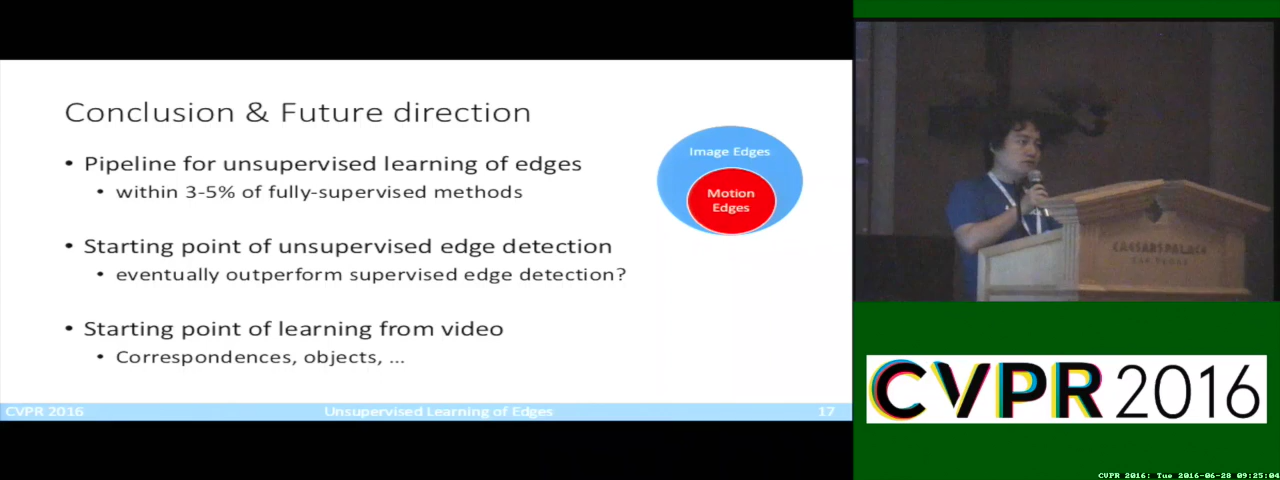 Conclusion & Future direction
• Pipeline for unsupervised learning of edges
• within 3-5% of fully-supervised methods
• Starting point of unsupervised edge detection
• eventually outperform supervised edge detection?
• Starting point of learning from video
• Correspondences, objects, ...
Image Edges
Motion
Edges
CVPR 2016
Unsupervised Learning of Edges
17
CAESARS PALACE
LAS VEGAS
CVPR 2016
CVPR 2016: Tue 2016-06-28 09:25:04